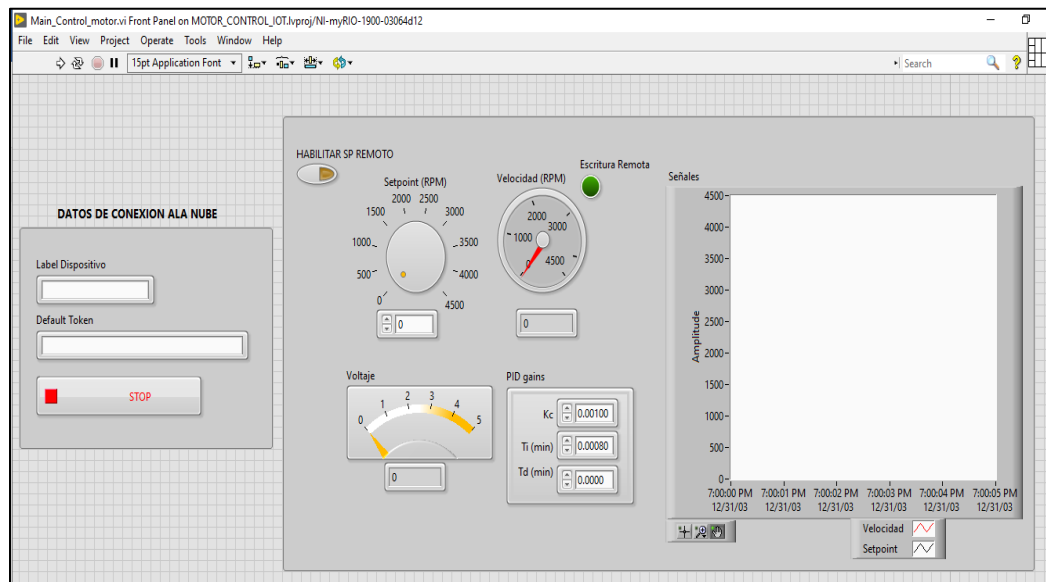 Main_Control_motor.vi Front Panel on MOTOR_CONTROL_IOT.lvproj/NI-myRIO-1900-03064d12
File Edit View Project Operate Tools Window Help
15pt Application Font
Search
DATOS DE CONEXION ALA NUBE
Label Dispositivo
Default Token
STOP
HABILITAR SP REMOTO
Setpoint (RPM)
0
500
1000
1500
2000
2500
3000
3500
4000
4500
0
Velocidad (RPM)
0
1000
2000
3000
4500
0
Escritura Remota
Voltaje
0
1
2
3
4
5
0
PID gains
Kc 0.00100
Ti (min) 0.00080
Td (min) 0.0000
Señales
Amplitude
4500
4000
3500
3000
2500
2000
1500
1000
500
0
7:00:00 PM 7:00:01 PM 7:00:02 PM 7:00:03 PM 7:00:04 PM 7:00:05 PM
12/31/03 12/31/03 12/31/03 12/31/03 12/31/03 12/31/03
Velocidad
Setpoint